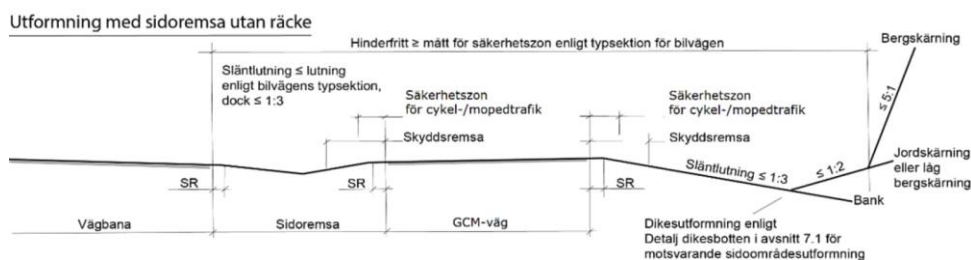 Utformning med sidoremsa utan räcke
Hinderfritt ≥ mått för säkerhetszon enligt typsektion för bilvägen
Bergskärning
Släntlutning ≤ lutning
enligt bilvägens typsektion,
dock ≤ 1:3
Säkerhetszon
för cykel-/mopedtrafik
Säkerhetszon
för cykel-/mopedtrafik
≤ 5:1
Skyddsremsa
Skyddsremsa
Jordskärning
eller låg
bergskärning
SR
SR
SR
Släntlutning ≤ 1:3
≤ 1:2
Bank
Vägbana
Sidoremsa
GCM-väg
Dikesutformning enligt
Detalj dikesbotten i avsnitt 7.1 för
motsvarande sidoområdesutformning